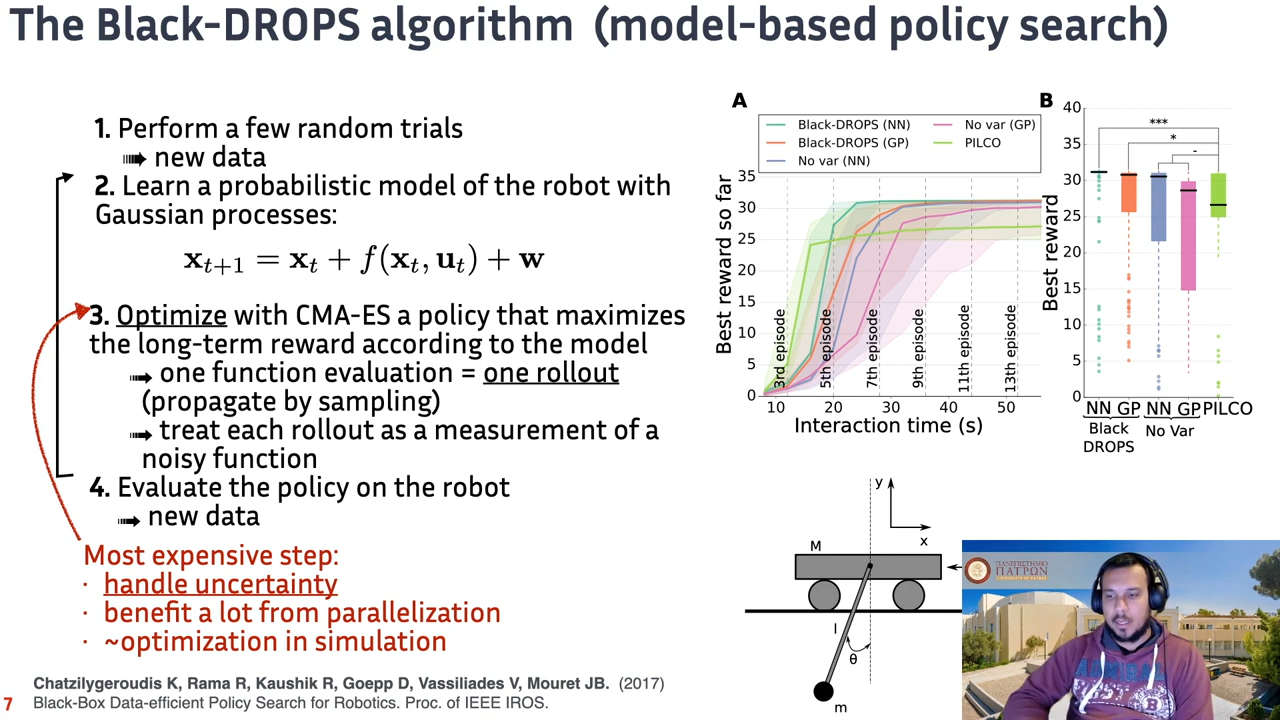 The Black-DROPS algorithm (model-based policy search)
1. Perform a few random trials
➠ new data
2. Learn a probabilistic model of the robot with
Gaussian processes:
x_{t+1} = x_t + f(x_t, u_t) + w
3. Optimize with CMA-ES a policy that maximizes
the long-term reward according to the model
➠ one function evaluation = one rollout
(propagate by sampling)
➠ treat each rollout as a measurement of a
noisy function
4. Evaluate the policy on the robot
➠ new data
Most expensive step:
· handle uncertainty
· benefit a lot from parallelization
· ~optimization in simulation
Chatzilygeroudis K, Rama R, Kaushik R, Goepp D, Vassiliades V, Mouret JB. (2017)
Black-Box Data-efficient Policy Search for Robotics. Proc. of IEEE IROS.
7
A
Black-DROPS (NN)
Black-DROPS (GP)
No var (NN)
No var (GP)
PILCO
Best reward so far
35
30
25
20
15
10
5
0
3rd episode
5th episode
7th episode
9th episode
11th episode
13th episode
10 20 30 40 50
Interaction time (s)
B
Best reward
40
35
30
25
20
15
10
5
0
***
*
-
NN GP NN GP PILCO
Black
DROPS
No Var
y
x
M
l
θ
m
ΠΑΝΕΠΙΣΤΗΜΙΟ
ΠΑΤΡΩΝ
UNIVERSITY OF PATRAS